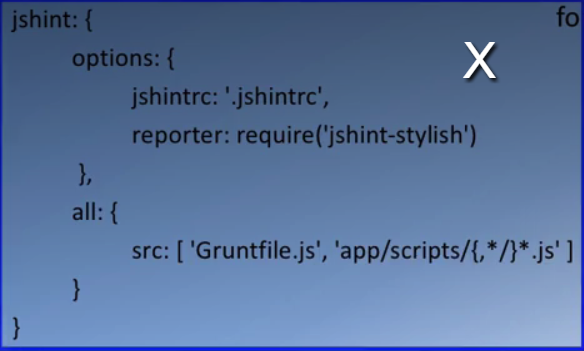 jshint: {
fo
X
options: {
jshintrc: '.jshintrc',
reporter: require('jshint-stylish')
},
all: {
src: [ 'Gruntfile.js', 'app/scripts/{,*/}*.js' ]
}
}